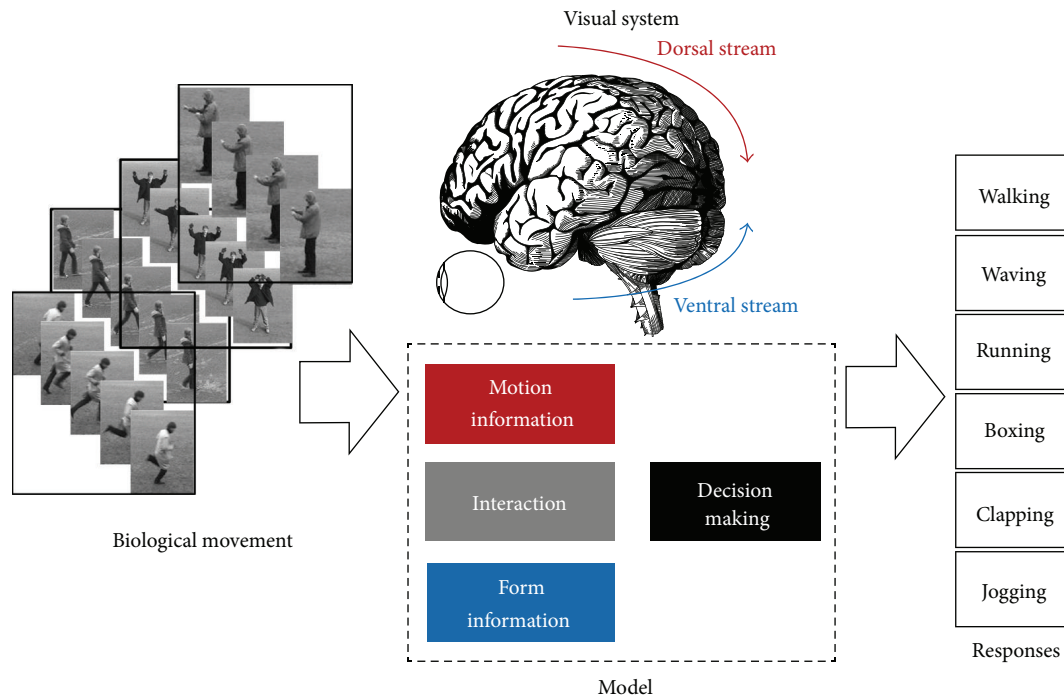 Visual system
Dorsal stream
Ventral stream
Biological movement
Motion
information
Interaction
Form
information
Decision
making
Model
Walking
Waving
Running
Boxing
Clapping
Jogging
Responses